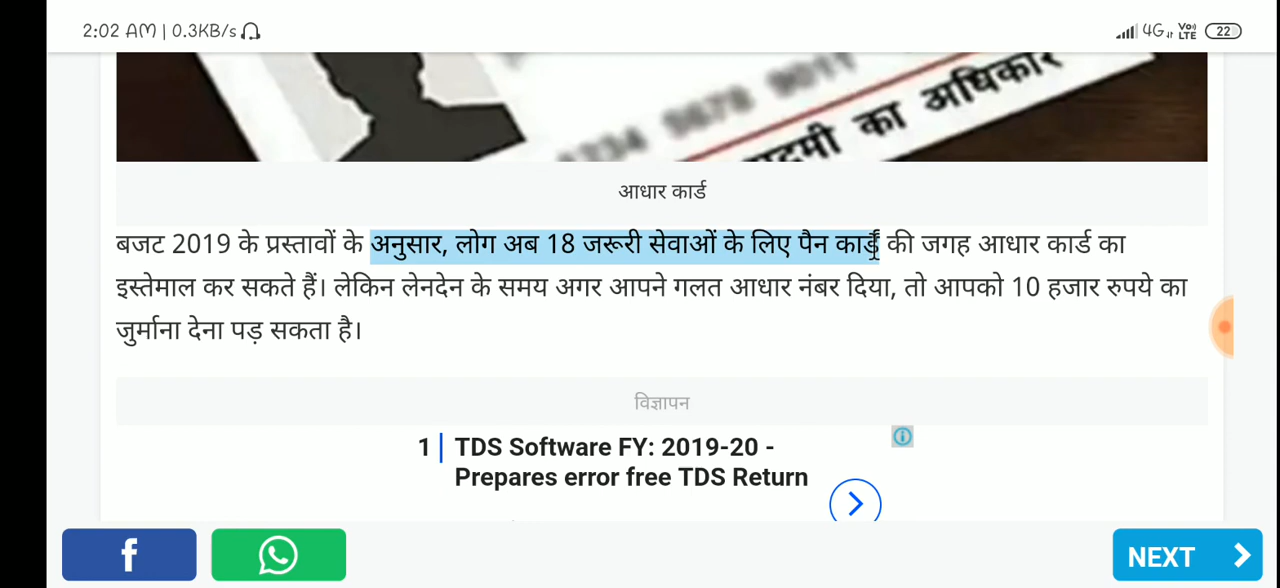 2:02 AM | 0.3KB/s
4G VoLTE 22
का अधिकार
आधार कार्ड
बजट 2019 के प्रस्तावों के अनुसार, लोग अब 18 जरूरी सेवाओं के लिए पैन कार्ड की जगह आधार कार्ड का
इस्तेमाल कर सकते हैं। लेकिन लेनदेन के समय अगर आपने गलत आधार नंबर दिया, तो आपको 10 हजार रुपये का
जुर्माना देना पड़ सकता है।
विज्ञापन
1 | TDS Software FY: 2019-20 -
Prepares error free TDS Return
f
NEXT